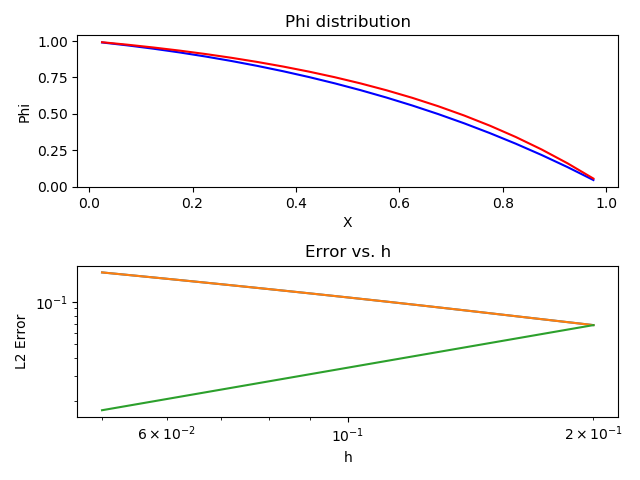 Phi distribution
1.00
0.75
0.50
0.25
0.00
Phi
0.0 0.2 0.4 0.6 0.8 1.0
X
Error vs. h
10⁻¹
L2 Error
6 × 10⁻² 10⁻¹ 2 × 10⁻¹
h